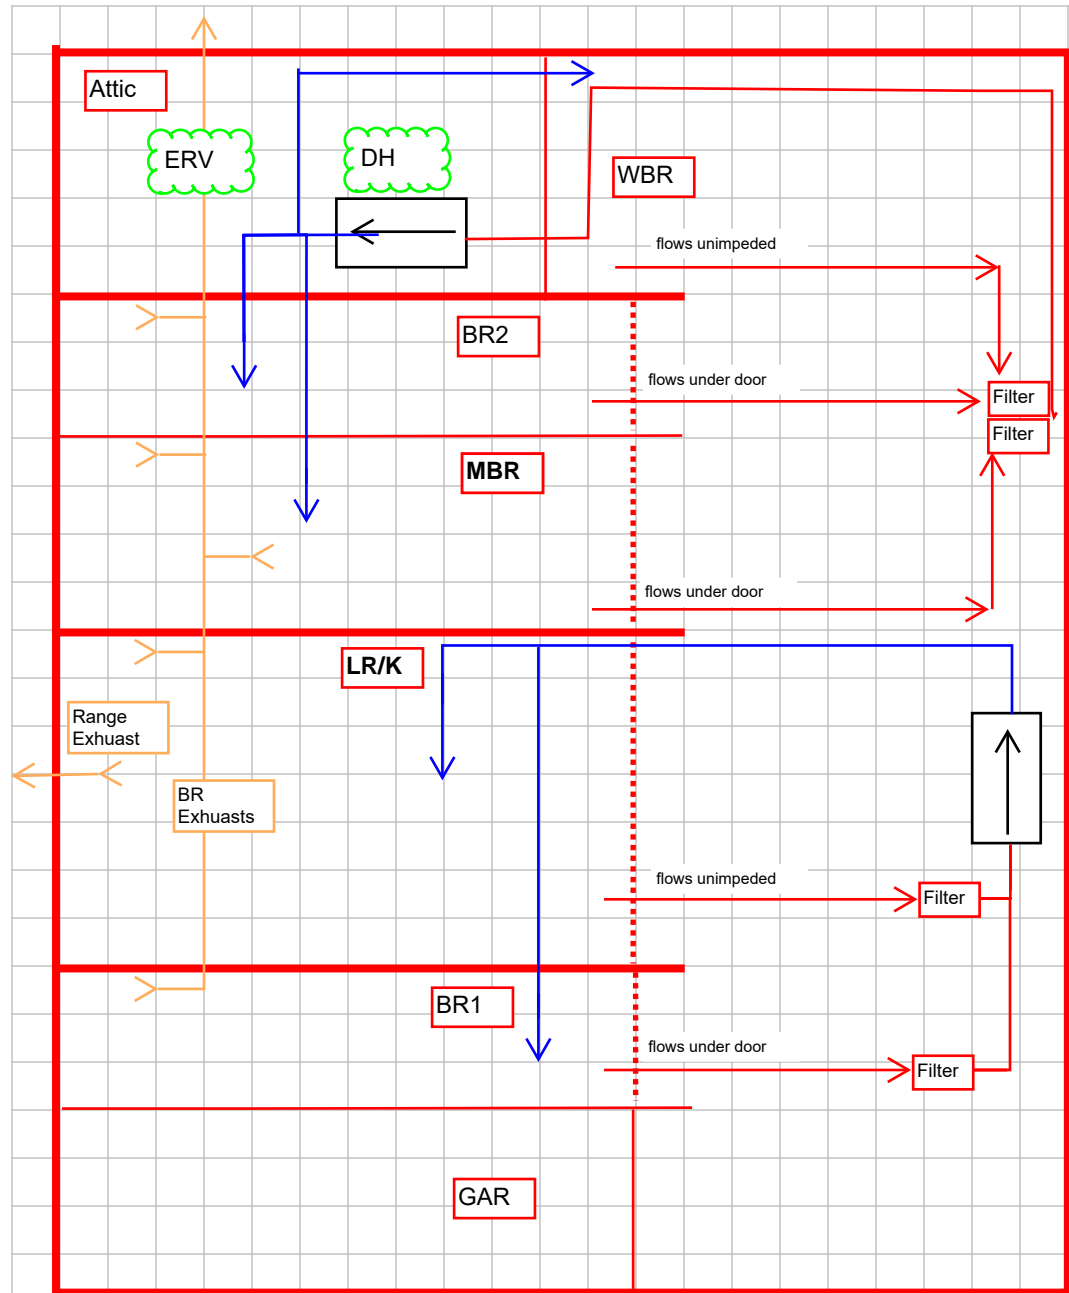 Attic
ERV
DH
WBR
flows unimpeded
BR2
flows under door
Filter
Filter
MBR
flows under door
LR/K
Range
Exhuast
BR
Exhuasts
flows unimpeded
Filter
BR1
flows under door
Filter
GAR